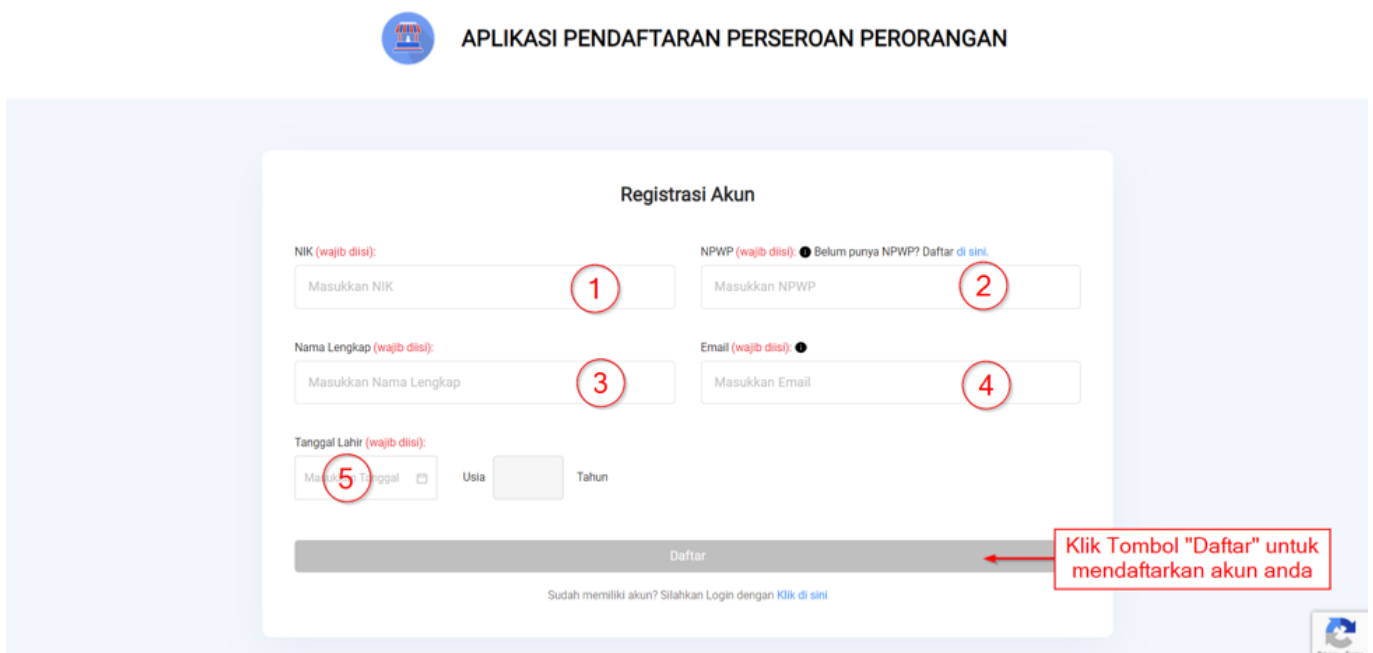 APLIKASI PENDAFTARAN PERSEROAN PERORANGAN
Registrasi Akun
NIK (wajib diisi):
NPWP (wajib diisi): Belum punya NPWP? Daftar di sini.
Masukkan NIK 1
Masukkan NPWP 2
Nama Lengkap (wajib diisi):
Email (wajib diisi):
Masukkan Nama Lengkap 3
Masukkan Email 4
Tanggal Lahir (wajib diisi):
Masukkan Tanggal 5
Usia
Tahun
Daftar
Klik Tombol "Daftar" untuk
mendaftarkan akun anda
Sudah memiliki akun? Silahkan Login dengan Klik di sini